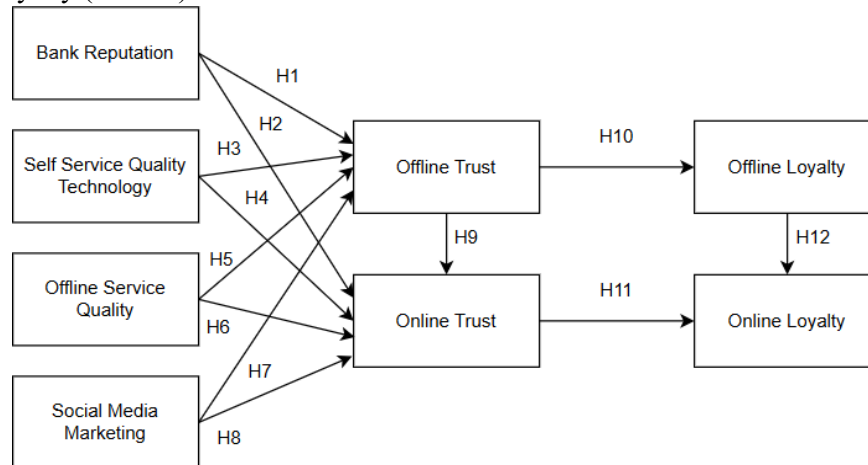 Bank Reputation
H1
H2
Self Service Quality
Technology
H3
H4
Offline Trust
H10
Offline Loyalty
H9
H12
Offline Service
Quality
H5
H6
Online Trust
H11
Online Loyalty
H7
Social Media
Marketing
H8